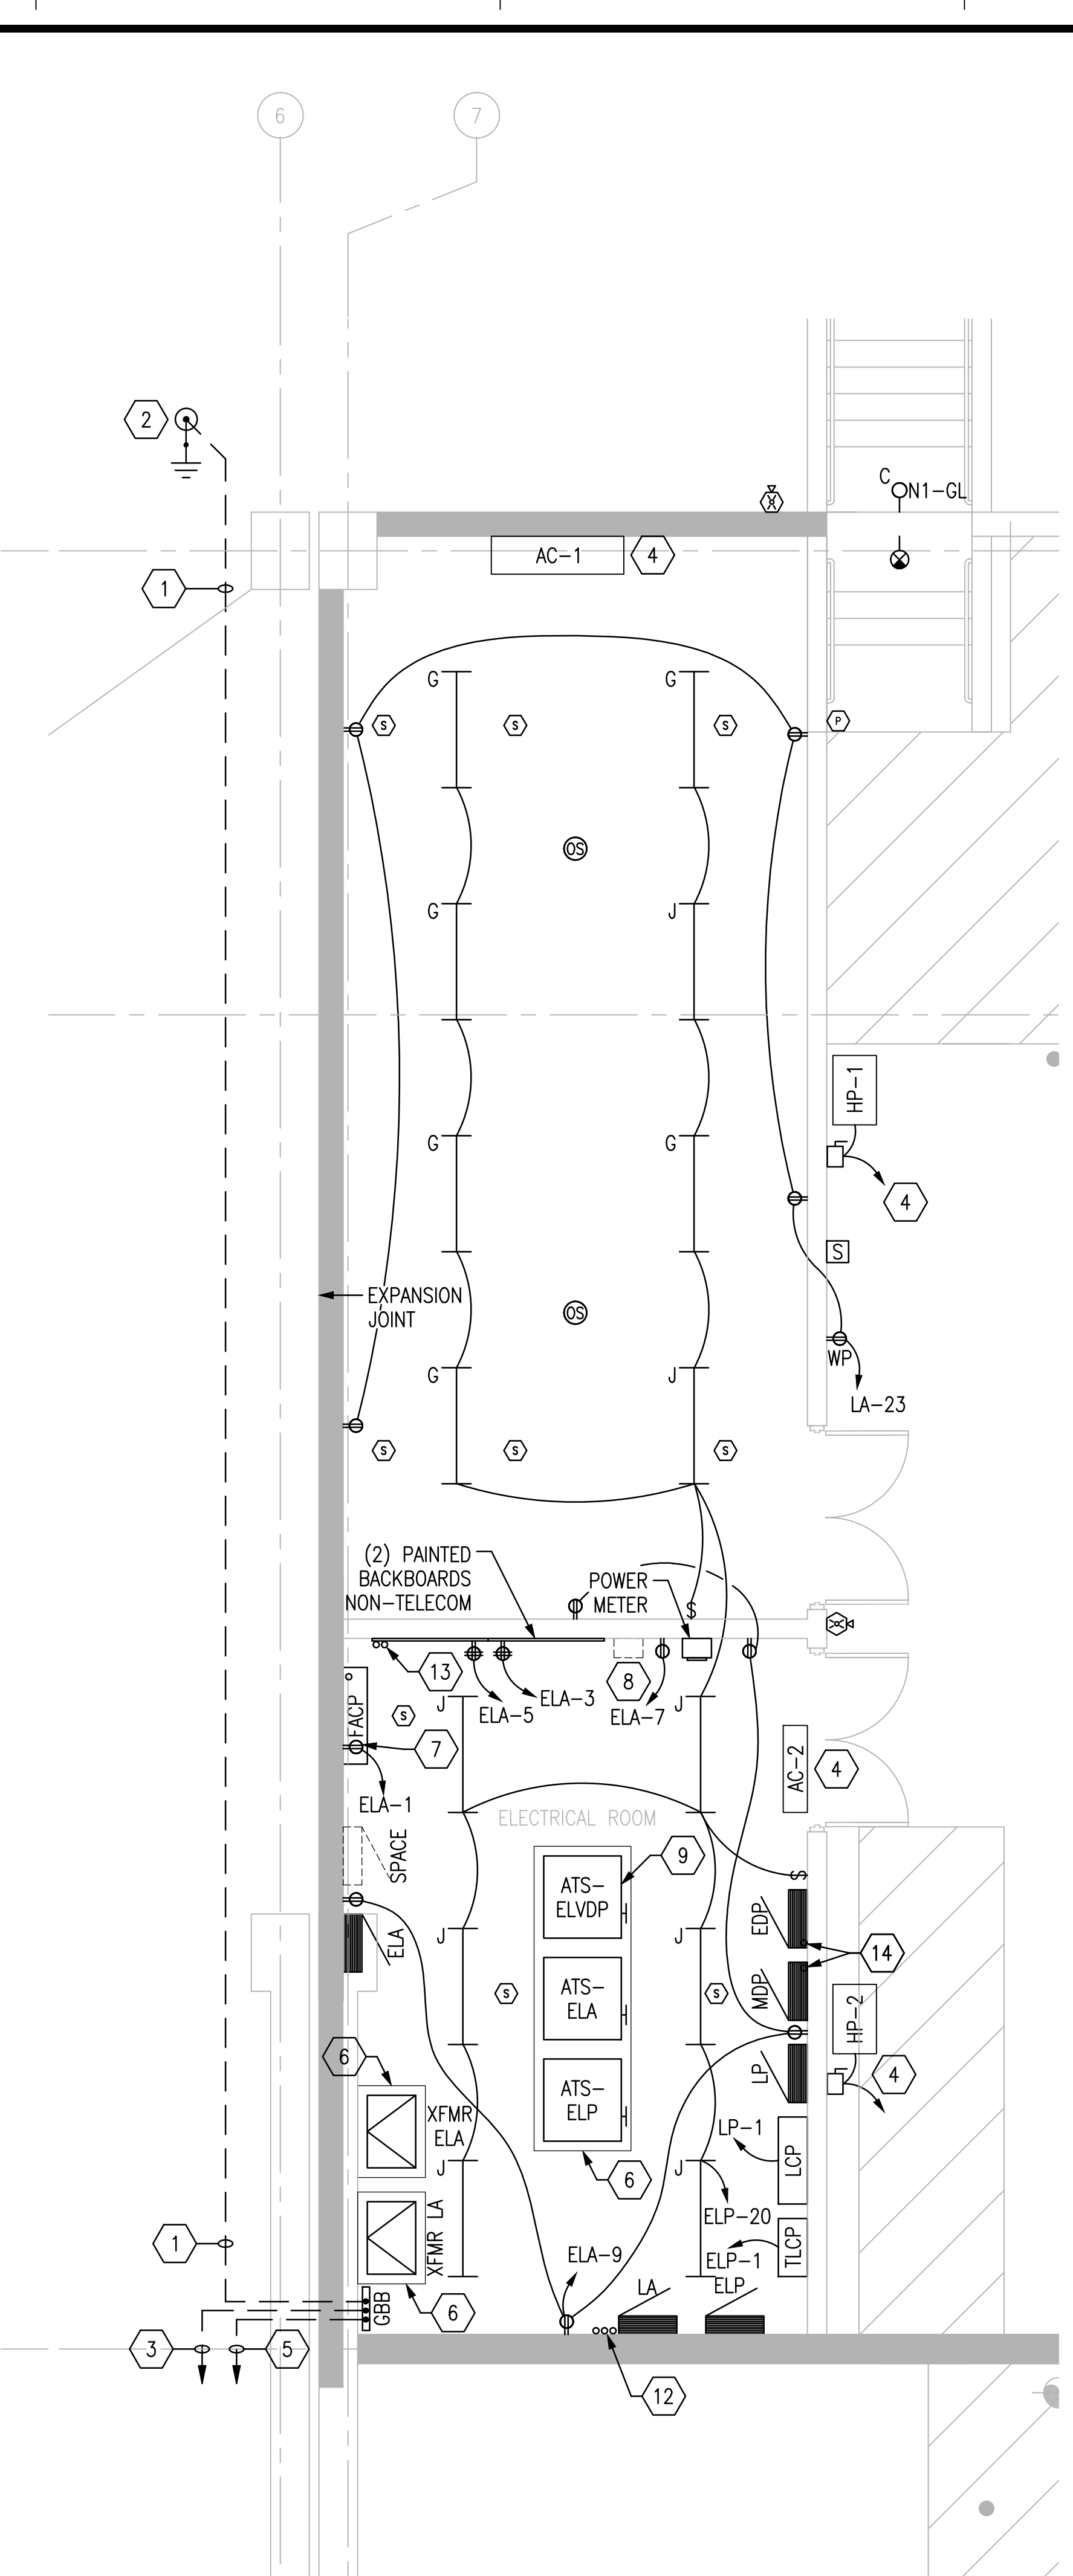 6
7
2
C
N1-GL
AC-1
4
1
G
G
S
S
S
P
OS
G
J
HP-1
G
G
4
S
EXPANSION
JOINT
OS
WP
G
J
LA-23
S
S
S
(2) PAINTED
BACKBOARDS
NON-TELECOM
POWER
METER
$
13
8
ELA-3
ELA-5
ELA-7
J
J
FACP
S
7
AC-2
4
ELA-1
ELECTRICAL ROOM
SPACE
9
ATS-
ELVDP
$
EDP
ELA
J
J
14
S
ATS-
ELA
S
MDP
HP-2
6
LP
4
ATS-
ELP
XFMR
ELA
LP-1
LCP
J
J
6
XFMR LA
ELP-20
TLCP
1
ELA-9
ELP-1
LA
ELP
GBB
6
3
5
12